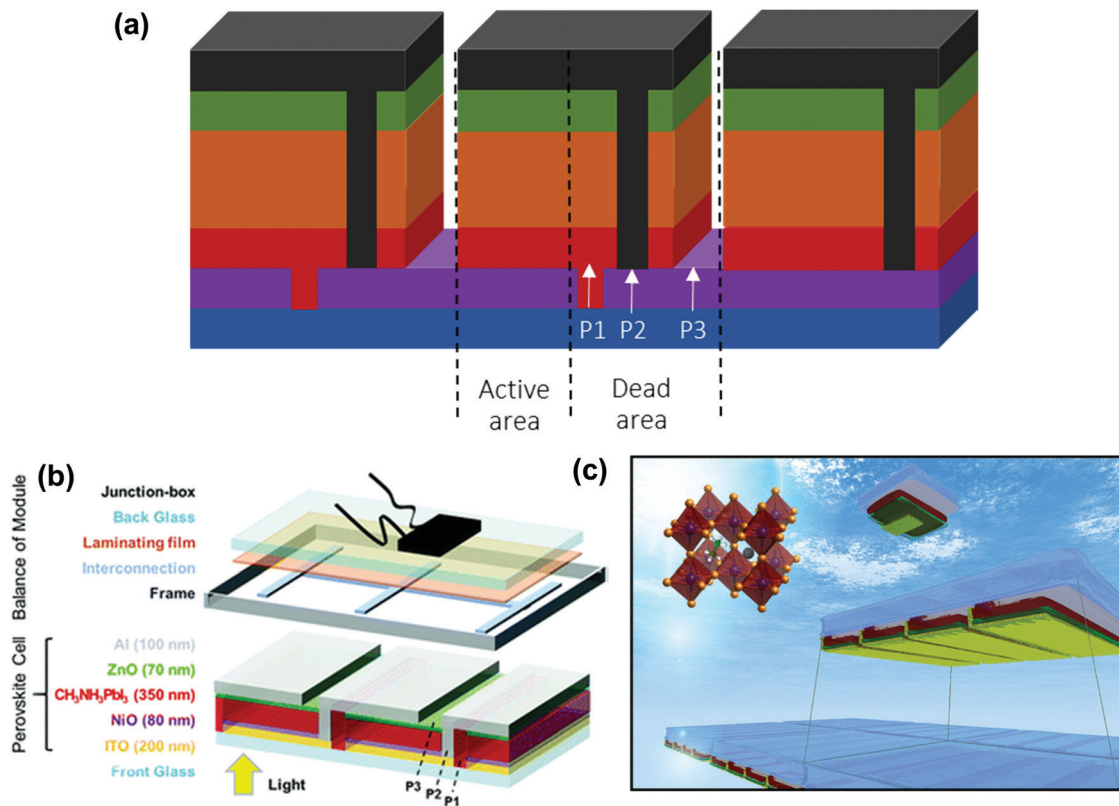 (a)
P1
P2
P3
Active
area
Dead
area
(b)
Balance of Module
Junction-box
Back Glass
Laminating film
Interconnection
Frame
Perovskite Cell
Al (100 nm)
ZnO (70 nm)
CH₃NH₃PbI₃ (350 nm)
NiO (80 nm)
ITO (200 nm)
Front Glass
Light
P3
P2
P1
(c)